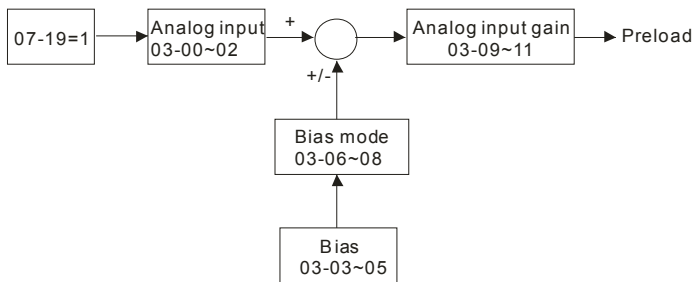 07-19=1
Analog input
03-00~02
+
Analog input gain
03-09~11
Preload
+/-
Bias mode
03-06~08
Bias
03-03~05